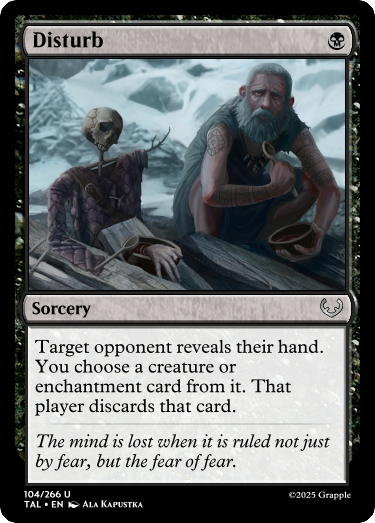 Disturb
Sorcery
Target opponent reveals their hand.
You choose a creature or
enchantment card from it. That
player discards that card.
The mind is lost when it is ruled not just
by fear, but the fear of fear.
104/266 U
TAL • EN Ala Kapustka
©2025 Grapple